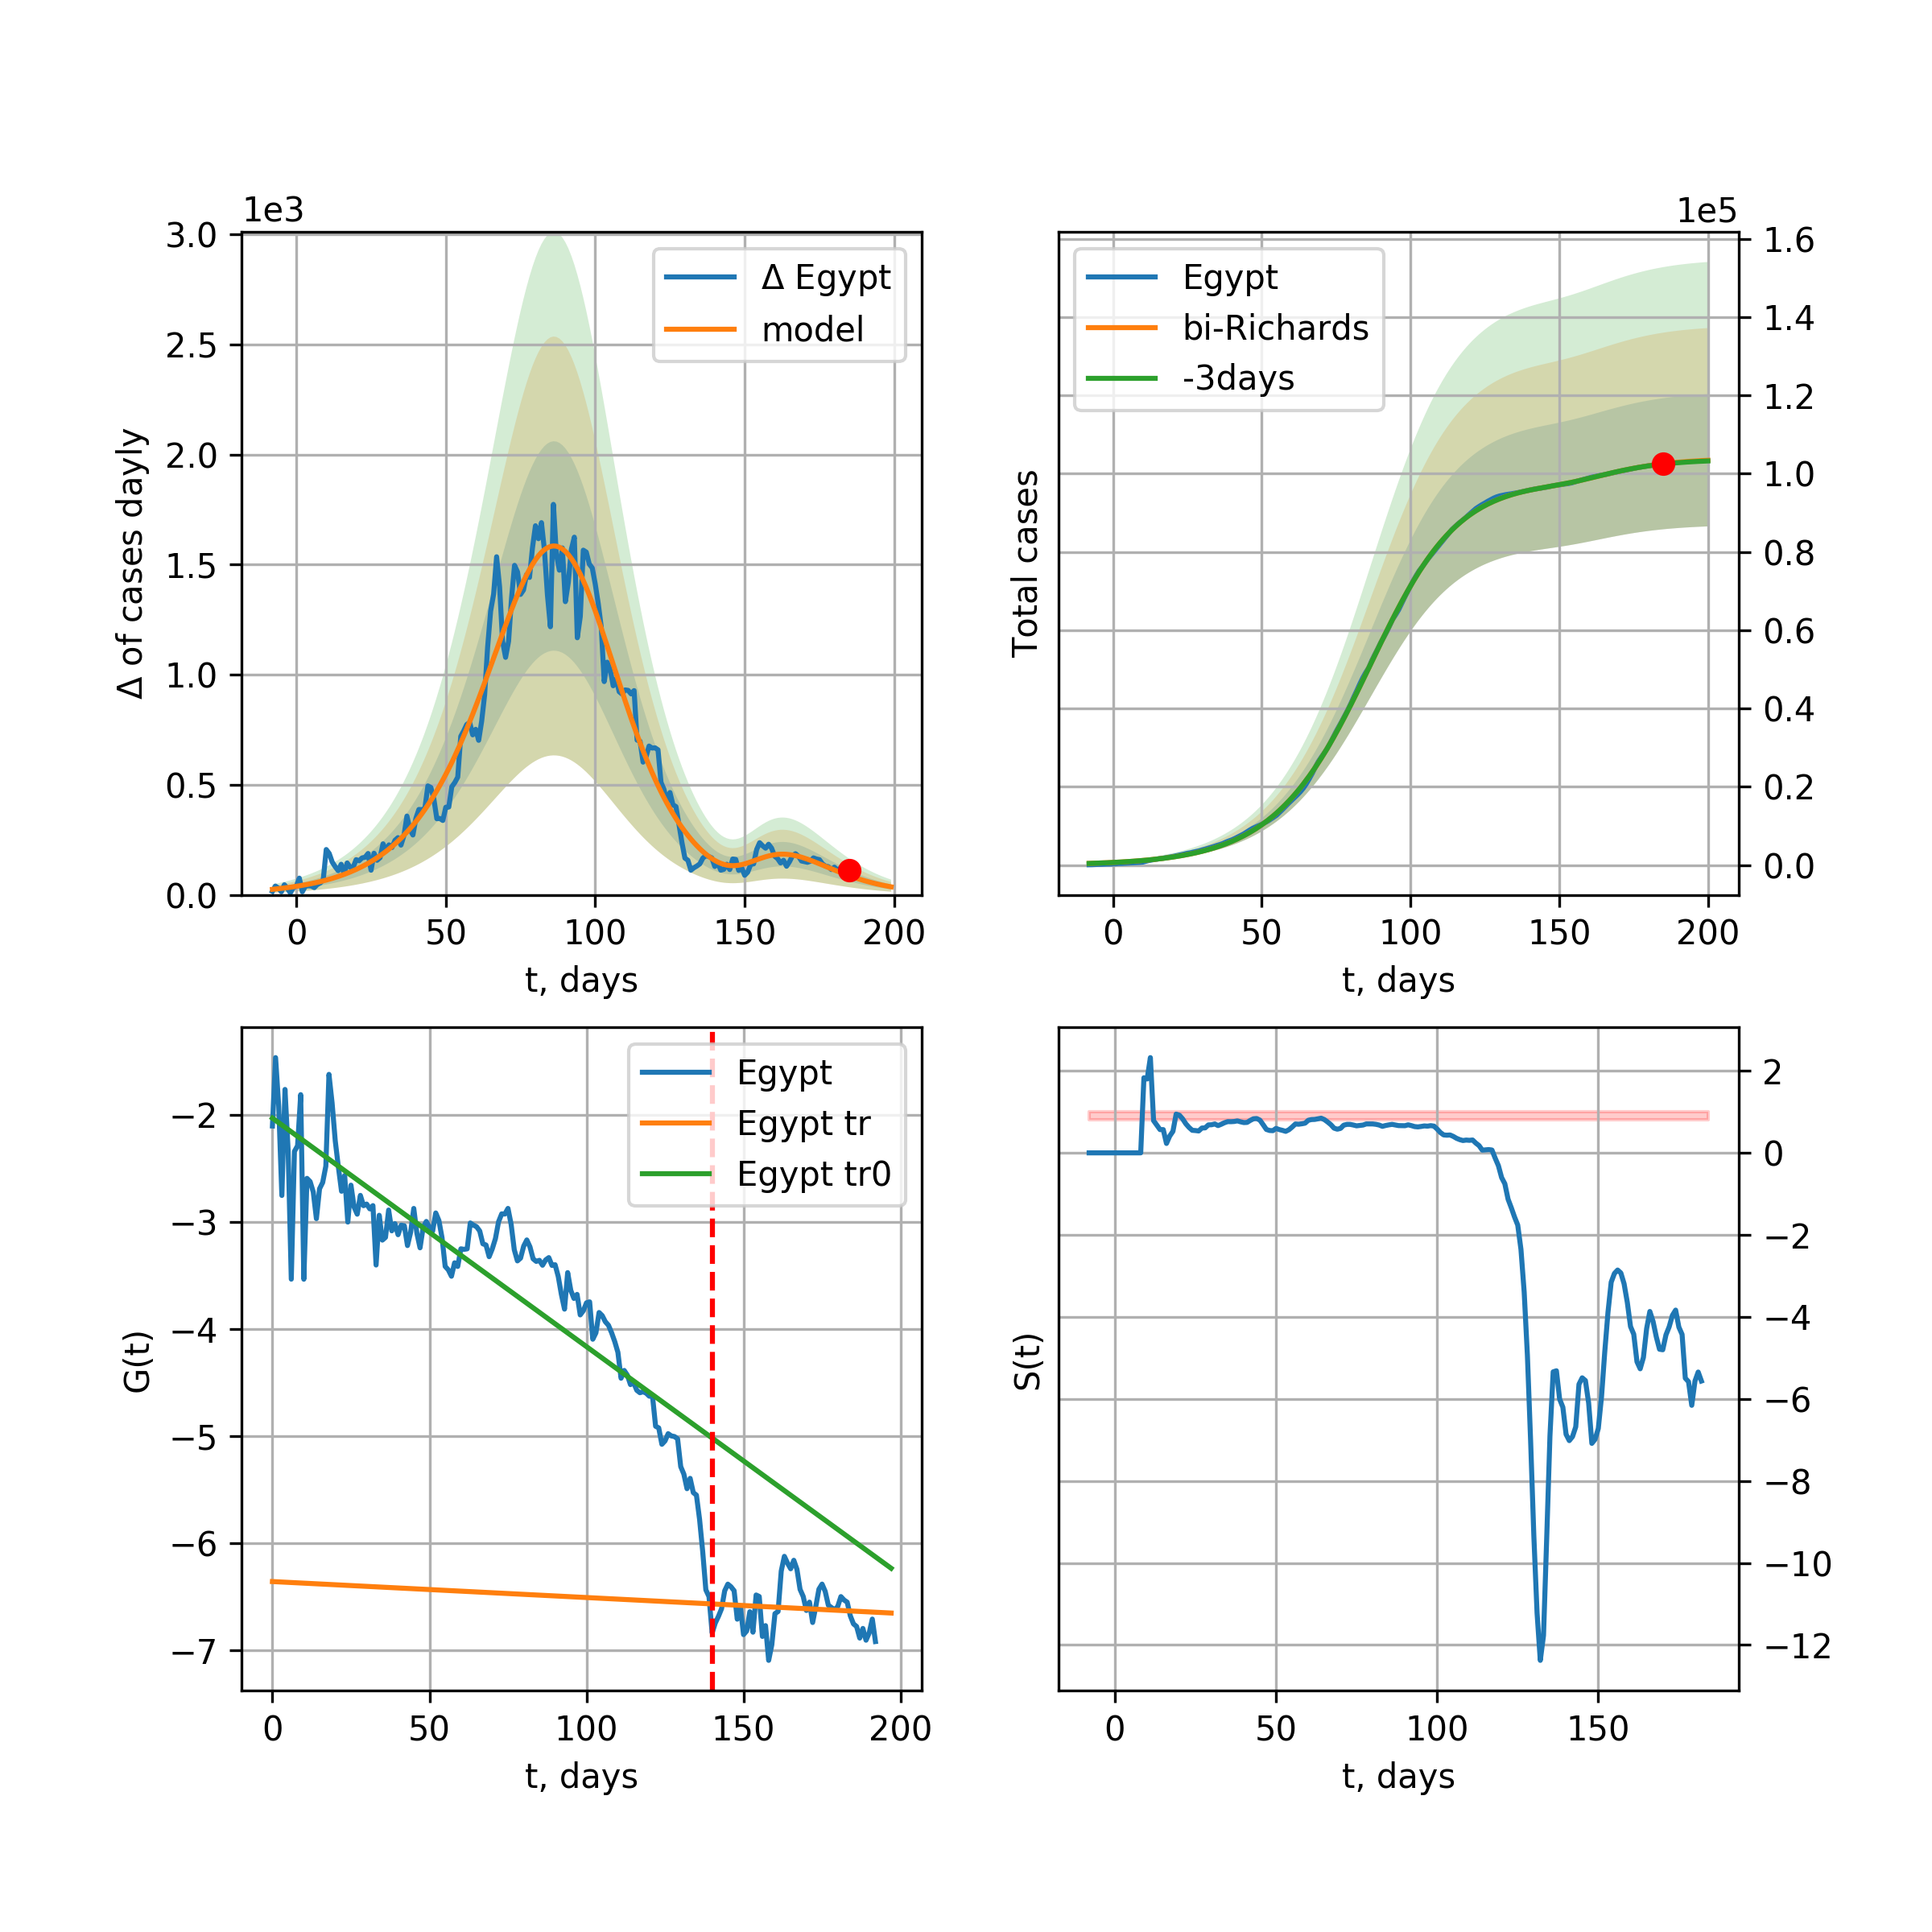 1e3
3.0
2.5
2.0
1.5
1.0
0.5
0.0
Δ of cases dayly
Δ Egypt
model
0 50 100 150 200
t, days
1e5
Total cases
Egypt
bi-Richards
-3days
1.6
1.4
1.2
1.0
0.8
0.6
0.4
0.2
0.0
0 50 100 150 200
t, days
G(t)
−2
−3
−4
−5
−6
−7
Egypt
Egypt tr
Egypt tr0
0 50 100 150 200
t, days
S(t)
2
0
−2
−4
−6
−8
−10
−12
0 50 100 150
t, days